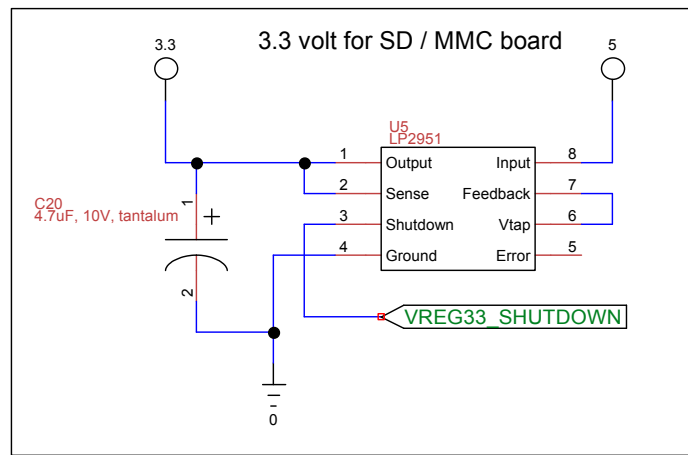 3.3 volt for SD / MMC board
3.3
5
U5
LP2951
1 Output Input 8
2 Sense Feedback 7
3 Shutdown Vtap 6
4 Ground Error 5
C20
4.7uF, 10V, tantalum
1
+
2
VREG33_SHUTDOWN
0